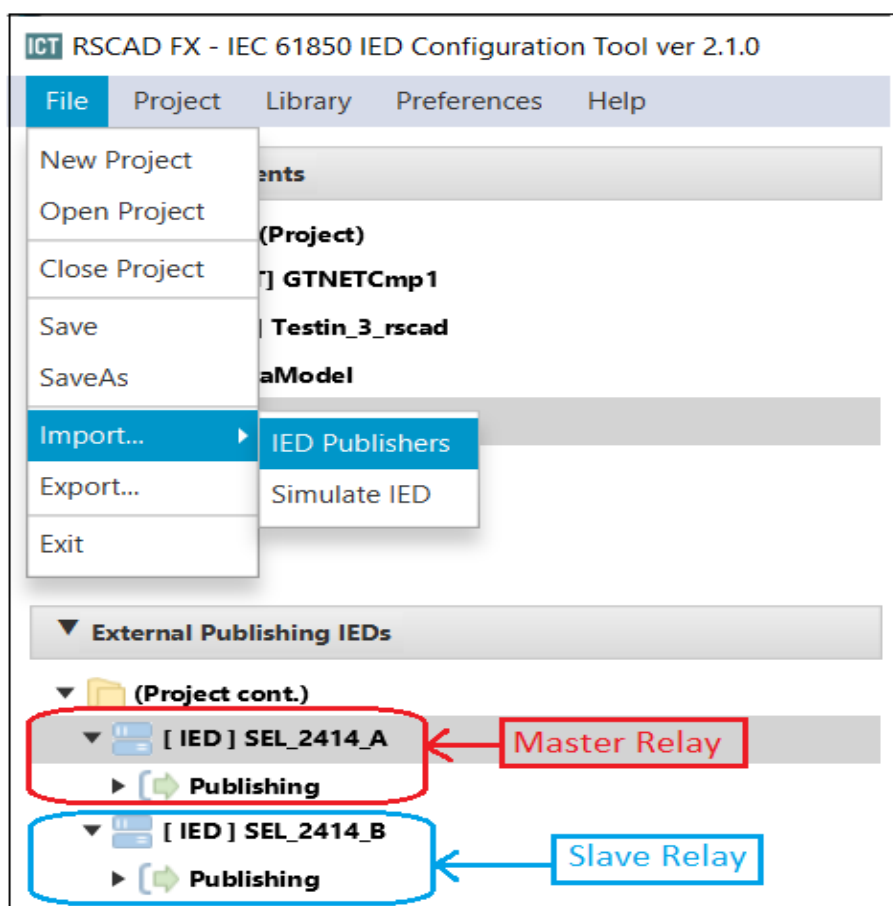 ICT RSCAD FX - IEC 61850 IED Configuration Tool ver 2.1.0
File Project Library Preferences Help
New Project
ents
Open Project
(Project)
Close Project
T] GTNETCmp1
Save
] Testin_3_rscad
SaveAs
aModel
Import...
IED Publishers
Export...
Simulate IED
Exit
External Publishing IEDs
(Project cont.)
[ IED ] SEL_2414_A
Master Relay
Publishing
[ IED ] SEL_2414_B
Slave Relay
Publishing